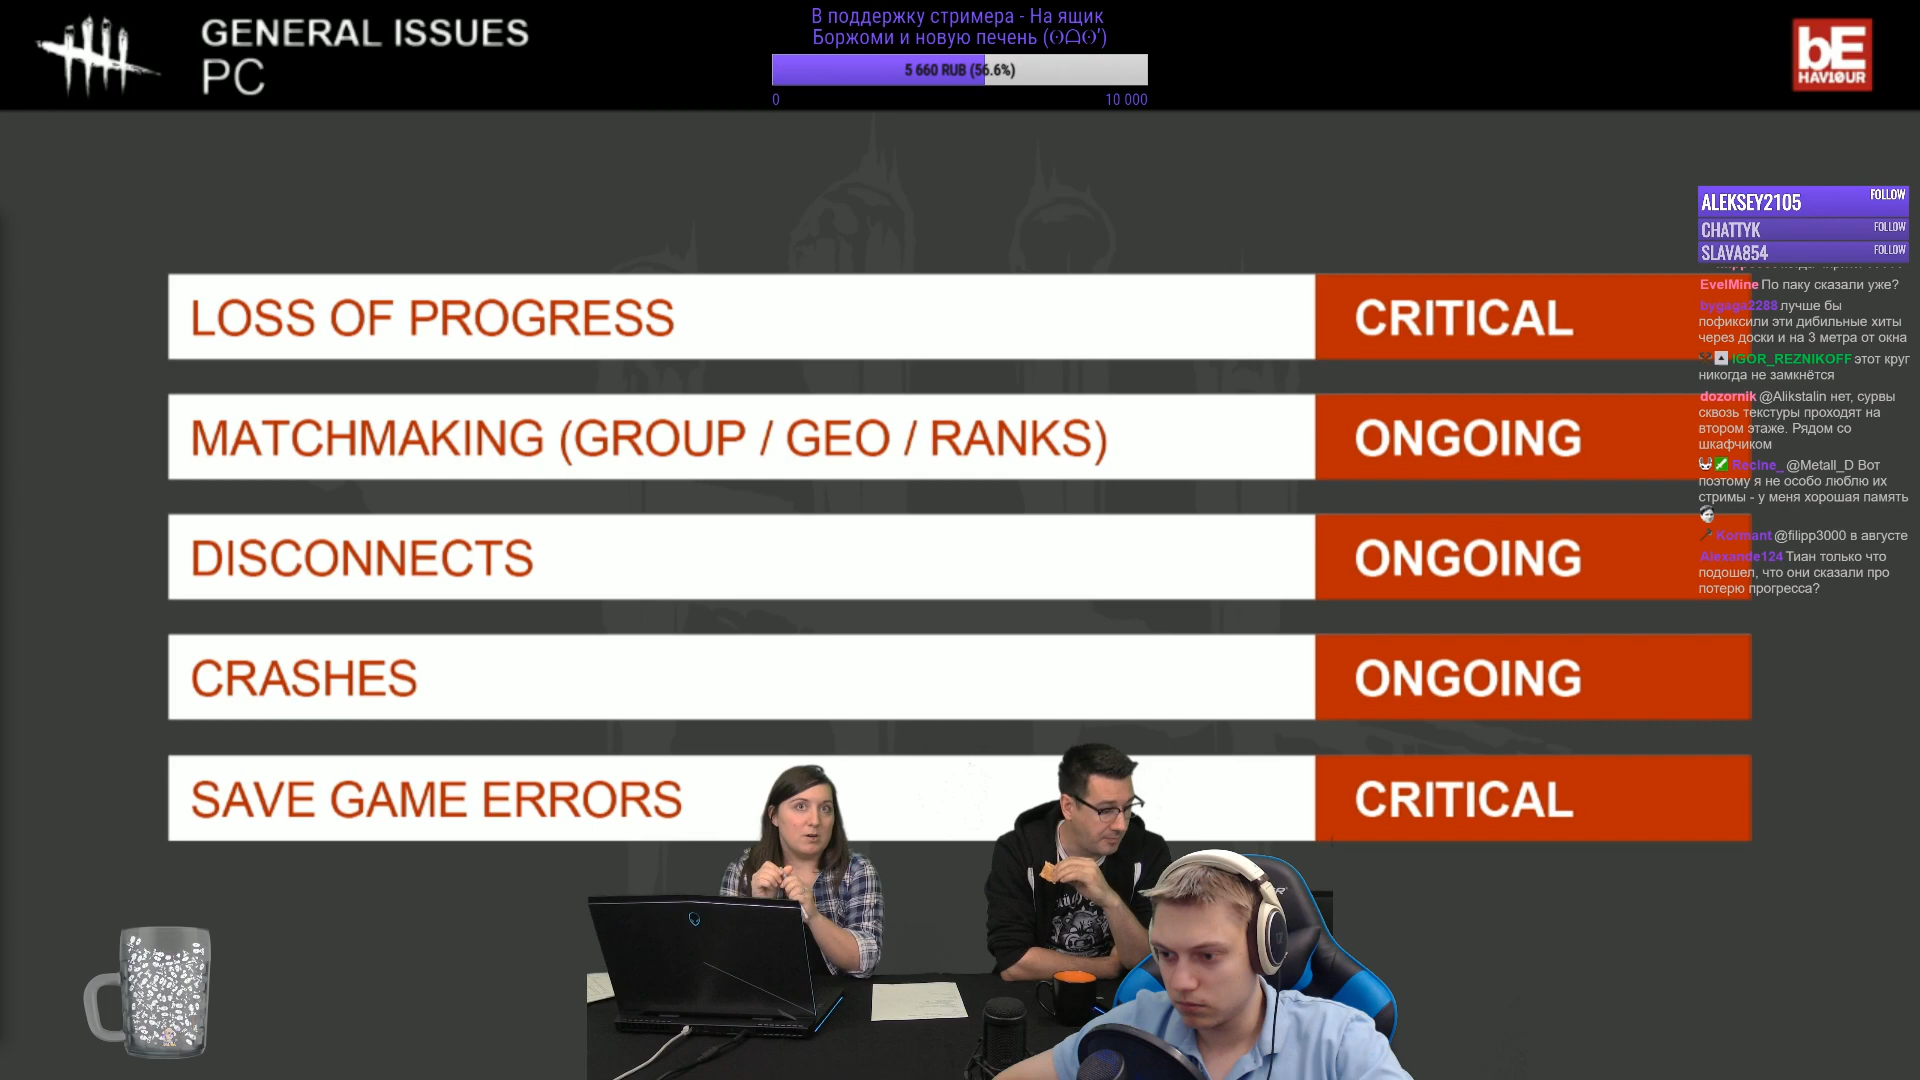 GENERAL ISSUES
PC
В поддержку стримера - На ящик
Боржоми и новую печень (ʘᗝʘ’)
5 660 RUB (56.6%)
0
10 000
bE
HAVIOUR
ALEKSEY2105 FOLLOW
CHATTYK FOLLOW
SLAVA854 FOLLOW
EvelMine По паку сказали уже?
bygaga2288 лучше бы
пофиксили эти дибильные хиты
через доски и на 3 метра от окна
IGOR_REZNIKOFF этот круг
никогда не замкнётся
dozornik @Alikstalin нет, сурвы
сквозь текстуры проходят на
втором этаже. Рядом со
шкафчиком
Recine_ @Metall_D Вот
поэтому я не особо люблю их
стримы - у меня хорошая память
Kormant @filipp3000 в августе
Alexande124 Тиан только что
подошел, что они сказали про
потерю прогресса?
LOSS OF PROGRESS CRITICAL
MATCHMAKING (GROUP / GEO / RANKS) ONGOING
DISCONNECTS ONGOING
CRASHES ONGOING
SAVE GAME ERRORS CRITICAL